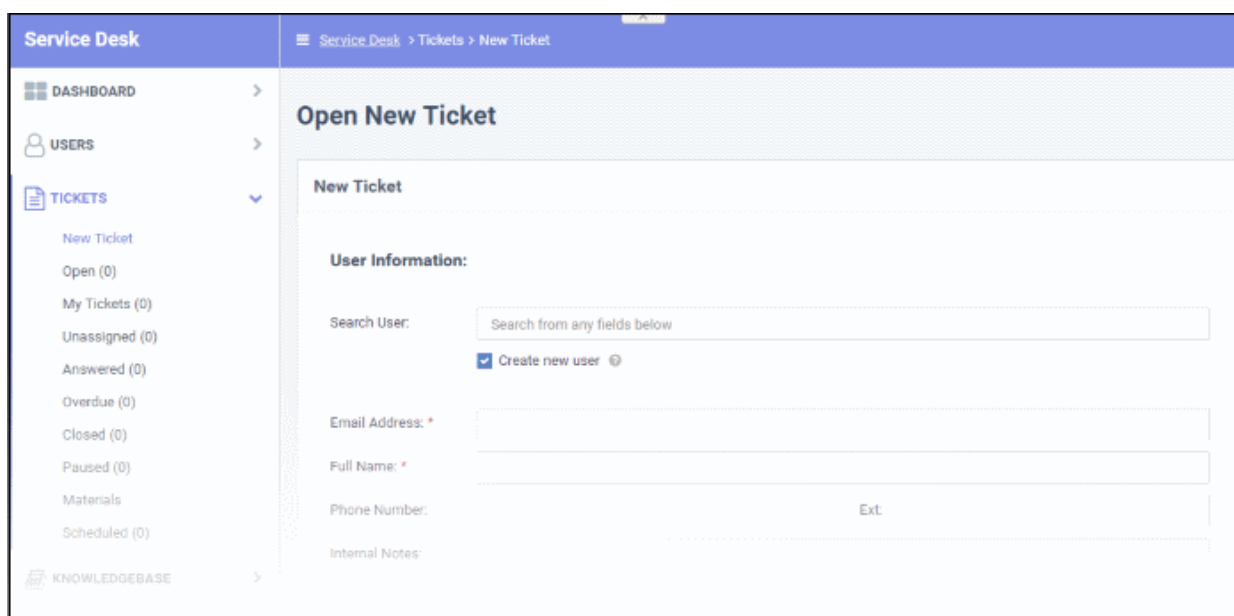 Service Desk
Service Desk > Tickets > New Ticket
DASHBOARD
USERS
TICKETS
New Ticket
Open (0)
My Tickets (0)
Unassigned (0)
Answered (0)
Overdue (0)
Closed (0)
Paused (0)
Materials
Scheduled (0)
KNOWLEDGEBASE
Open New Ticket
New Ticket
User Information:
Search User: Search from any fields below
Create new user
Email Address: *
Full Name: *
Phone Number: Ext:
Internal Notes: